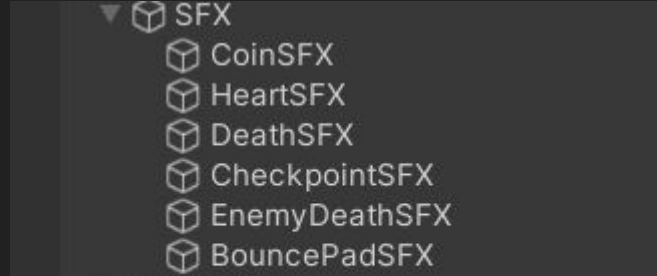 SFX
CoinSFX
HeartSFX
DeathSFX
CheckpointSFX
EnemyDeathSFX
BouncePadSFX